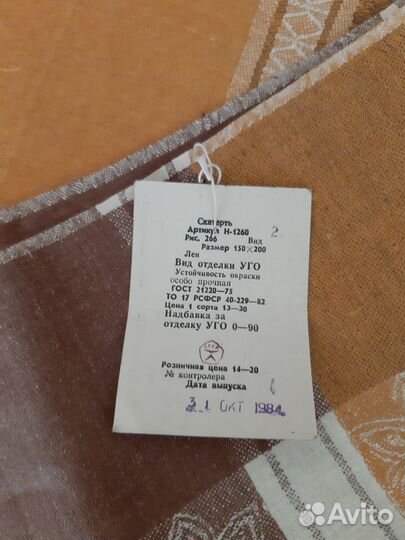 Скатерть
Артикул Н-1260 2
Рис. 266 Вид
Размер 150×200
Лен
Вид отделки УГО
Устойчивость окраски
особо прочная
ГОСТ 21220—75
ТО 17 РСФСР 40-229-82
Цена 1 сорта 13—30
Надбавка за
отделку УГО 0—90
СССР
Розничная цена 14—20
№ контролера
Дата выпуска
31 ОКТ 1984
Avito